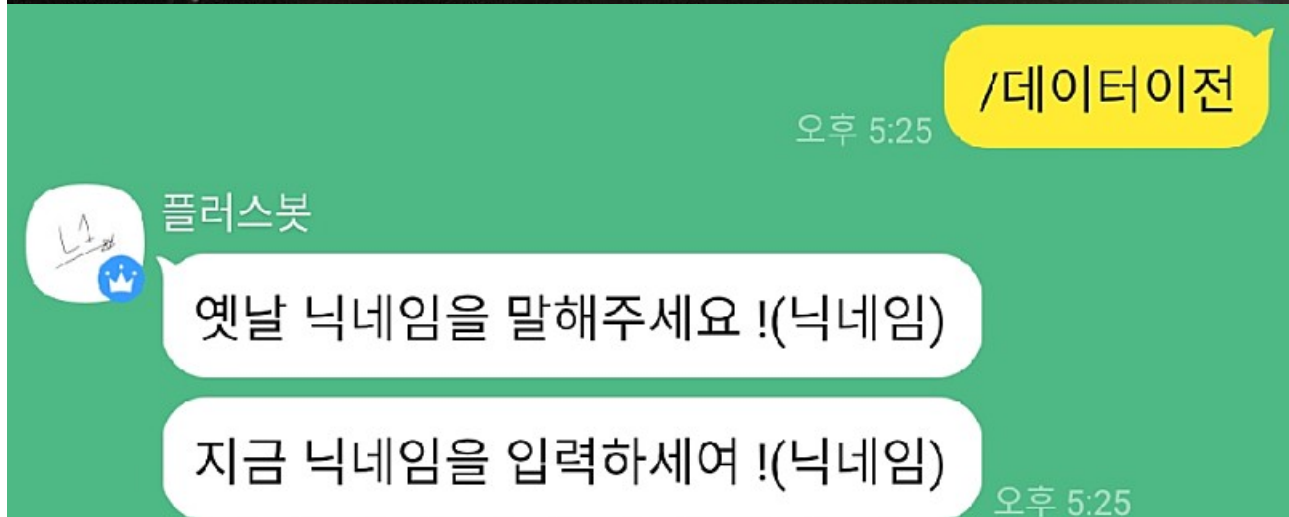 /데이터이전
오후 5:25
플러스봇
옛날 닉네임을 말해주세요 !(닉네임)
지금 닉네임을 입력하세여 !(닉네임)
오후 5:25